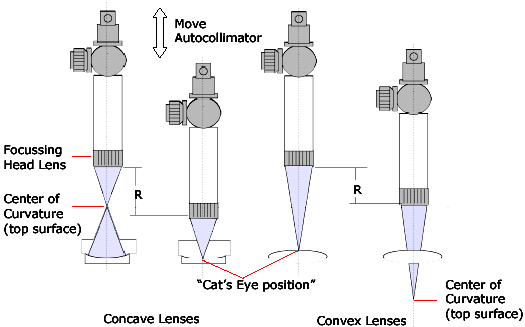 Move
Autocollimator
Focussing
Head Lens
R
R
Center of
Curvature
(top surface)
"Cat's Eye position"
Center of
Curvature
(top surface)
Concave Lenses
Convex Lenses